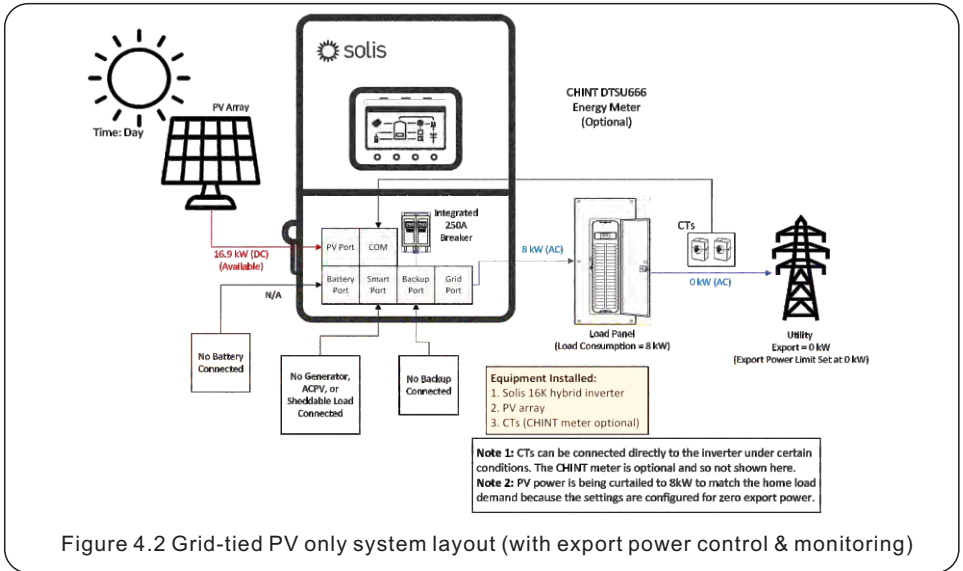 solis
CHINT DTSU666
Energy Meter
(Optional)
PV Array
Time: Day
Integrated
250A
Breaker
CTs
PV Port
COM
8 kW (AC)
16.9 kW (DC)
(Available)
Battery
Port
Smart
Port
Backup
Port
Grid
Port
0 kW (AC)
N/A
Load Panel
(Load Consumption = 8 kW)
Utility
Export = 0 kW
(Export Power Limit Set at 0 kW)
No Battery
Connected
No Generator,
ACPV, or
Sheddable Load
Connected
No Backup
Connected
Equipment Installed:
1. Solis 16K hybrid inverter
2. PV array
3. CTs (CHINT meter optional)
Note 1: CTs can be connected directly to the inverter under certain
conditions. The CHINT meter is optional and so not shown here.
Note 2: PV power is being curtailed to 8kW to match the home load
demand because the settings are configured for zero export power.
Figure 4.2 Grid-tied PV only system layout (with export power control & monitoring)